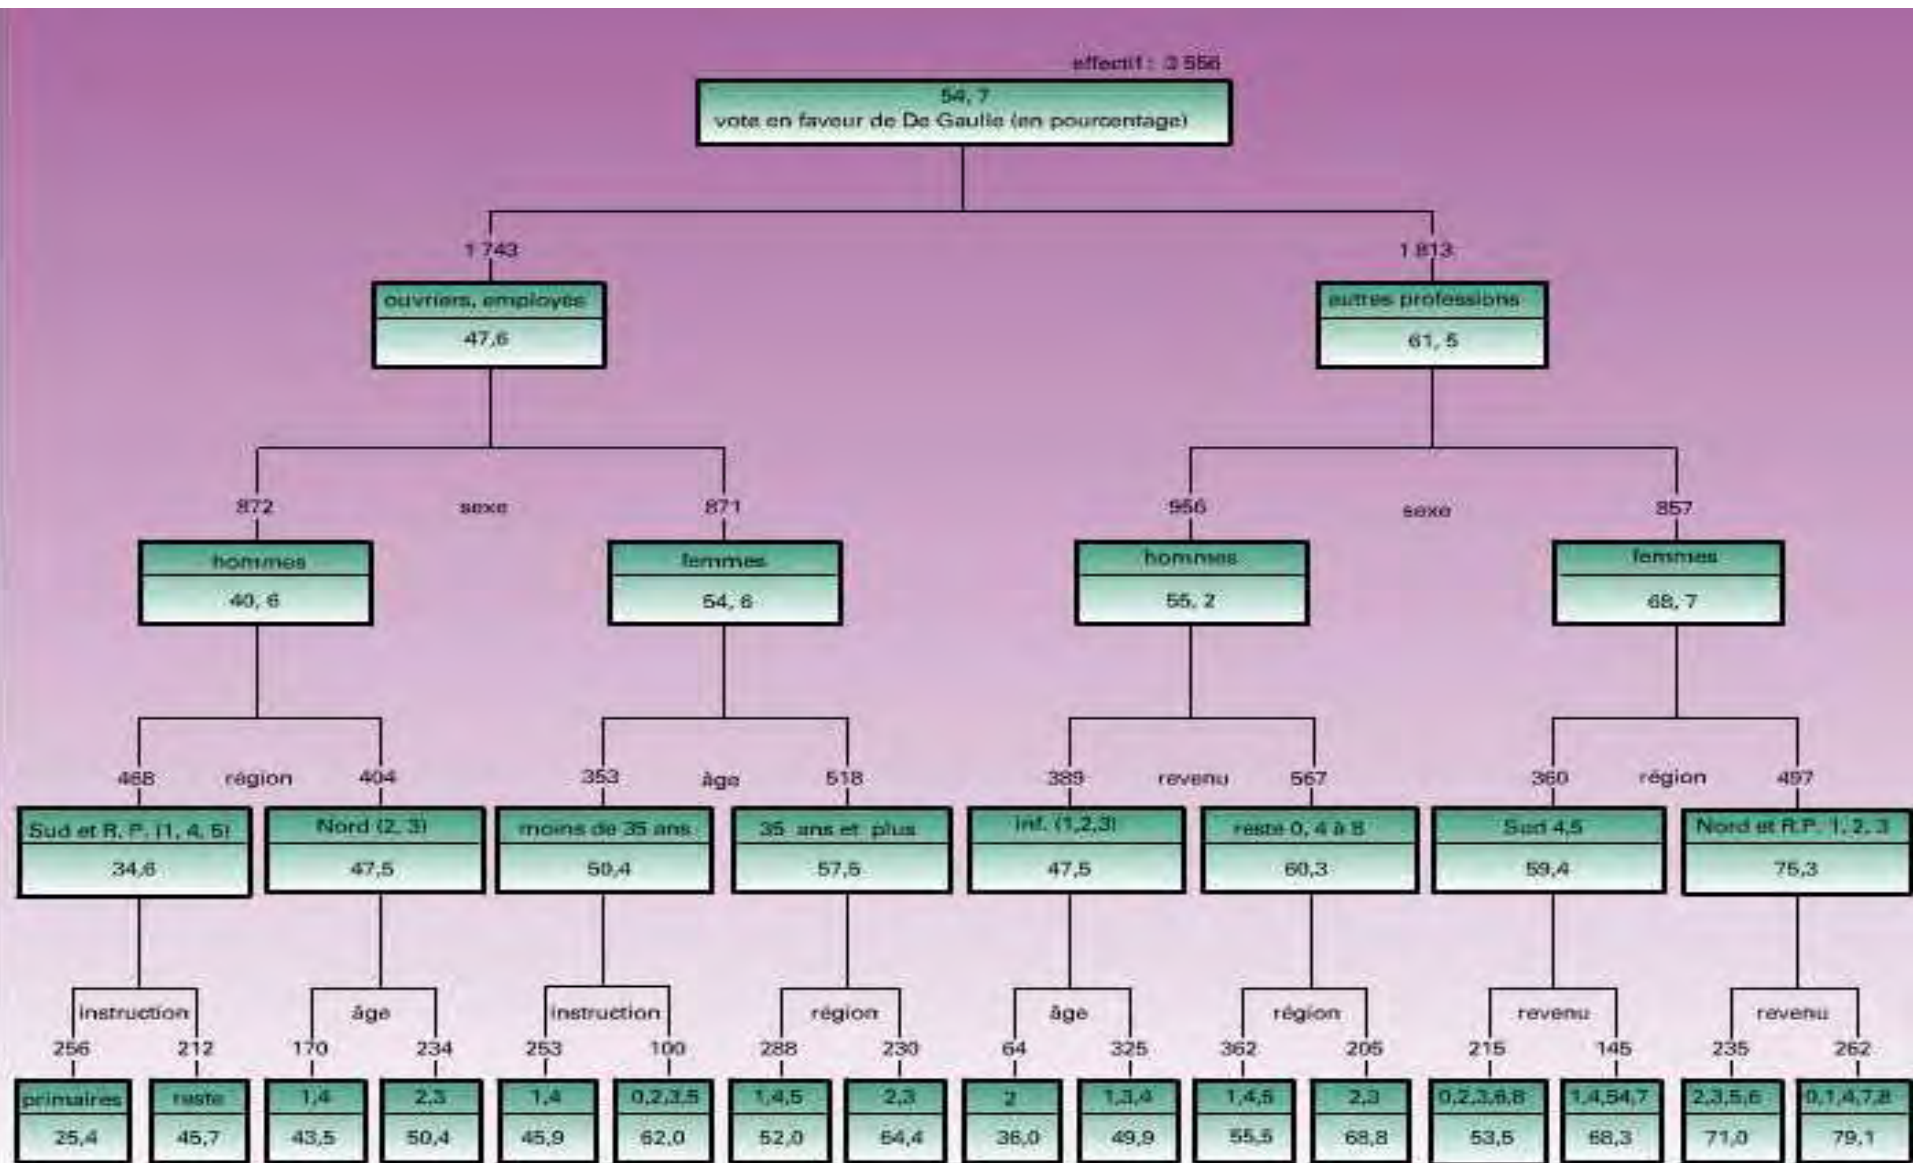 effectif : 3 556
54, 7
vote en faveur de De Gaulle (en pourcentage)
1 743 1 813
ouvriers, employés autres professions
47,6 61, 5
872 sexe 871 956 sexe 857
hommes femmes hommes femmes
40, 6 54, 6 55, 2 68, 7
468 région 404 353 âge 518 389 revenu 567 360 région 497
Sud et R. P. (1, 4, 5) Nord (2, 3) moins de 35 ans 35 ans et plus inf. (1,2,3) reste 0, 4 à 8 Sud 4,5 Nord et R.P. 1, 2, 3
34,6 47,5 50,4 57,5 47,5 60,3 59,4 75,3
instruction âge instruction région âge région revenu revenu
256 212 170 234 253 100 288 230 64 325 362 205 215 145 235 262
primaires reste 1,4 2,3 1,4 0,2,3,5 1,4,5 2,3 2 1,3,4 1,4,5 2,3 0,2,3,6,8 1,4,54,7 2,3,5,6 0,1,4,7,8
25,4 45,7 43,5 50,4 45,9 62,0 52,0 64,4 36,0 49,9 55,5 68,8 53,5 68,3 71,0 79,1